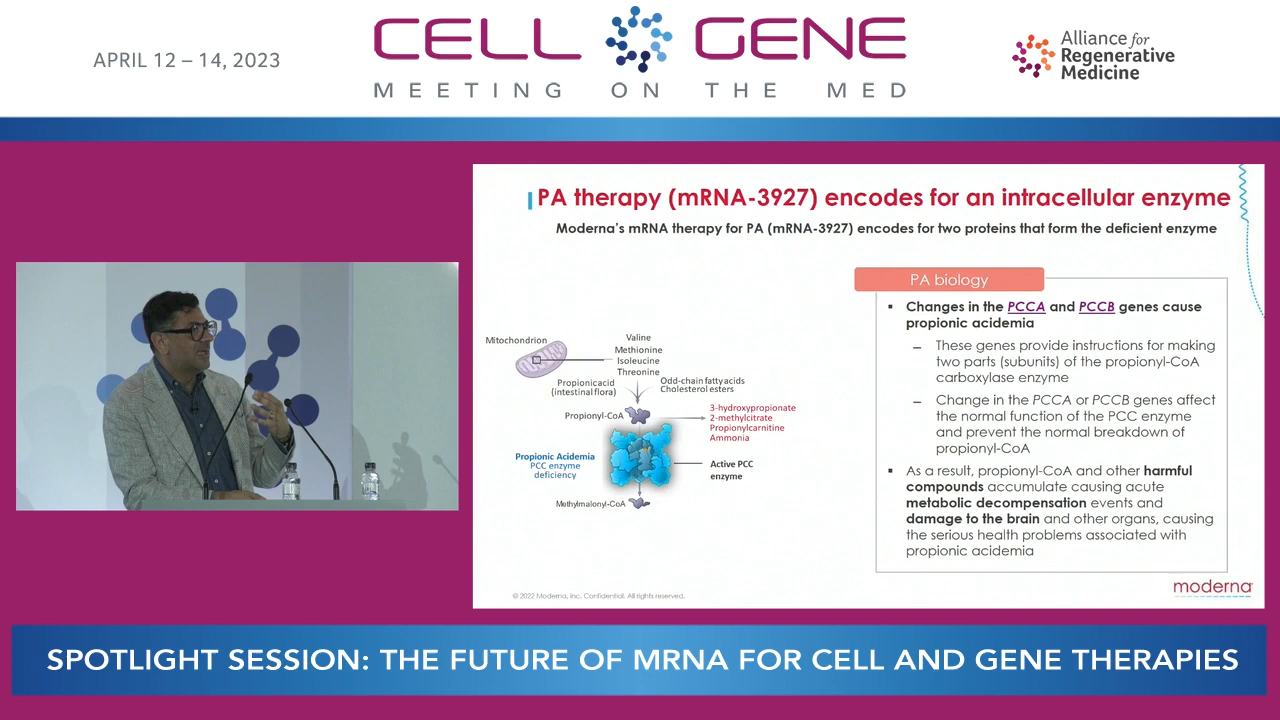 APRIL 12 – 14, 2023
CELL GENE
MEETING ON THE MED
Alliance for
Regenerative
Medicine
PA therapy (mRNA-3927) encodes for an intracellular enzyme
Moderna's mRNA therapy for PA (mRNA-3927) encodes for two proteins that form the deficient enzyme
Mitochondrion
Valine
Methionine
Isoleucine
Threonine
Propionicacid
(intestinal flora)
Odd-chain fatty acids
Cholesterol esters
Propionyl-CoA
3-hydroxypropionate
2-methylcitrate
Propionylcarnitine
Ammonia
Propionic Acidemia
PCC enzyme
deficiency
Active PCC
enzyme
Methylmalonyl-CoA
PA biology
▪ Changes in the PCCA and PCCB genes cause
propionic acidemia
– These genes provide instructions for making
two parts (subunits) of the propionyl-CoA
carboxylase enzyme
– Change in the PCCA or PCCB genes affect
the normal function of the PCC enzyme
and prevent the normal breakdown of
propionyl-CoA
▪ As a result, propionyl-CoA and other harmful
compounds accumulate causing acute
metabolic decompensation events and
damage to the brain and other organs, causing
the serious health problems associated with
propionic acidemia
© 2022 Moderna, Inc. Confidential. All rights reserved.
moderna
SPOTLIGHT SESSION: THE FUTURE OF MRNA FOR CELL AND GENE THERAPIES